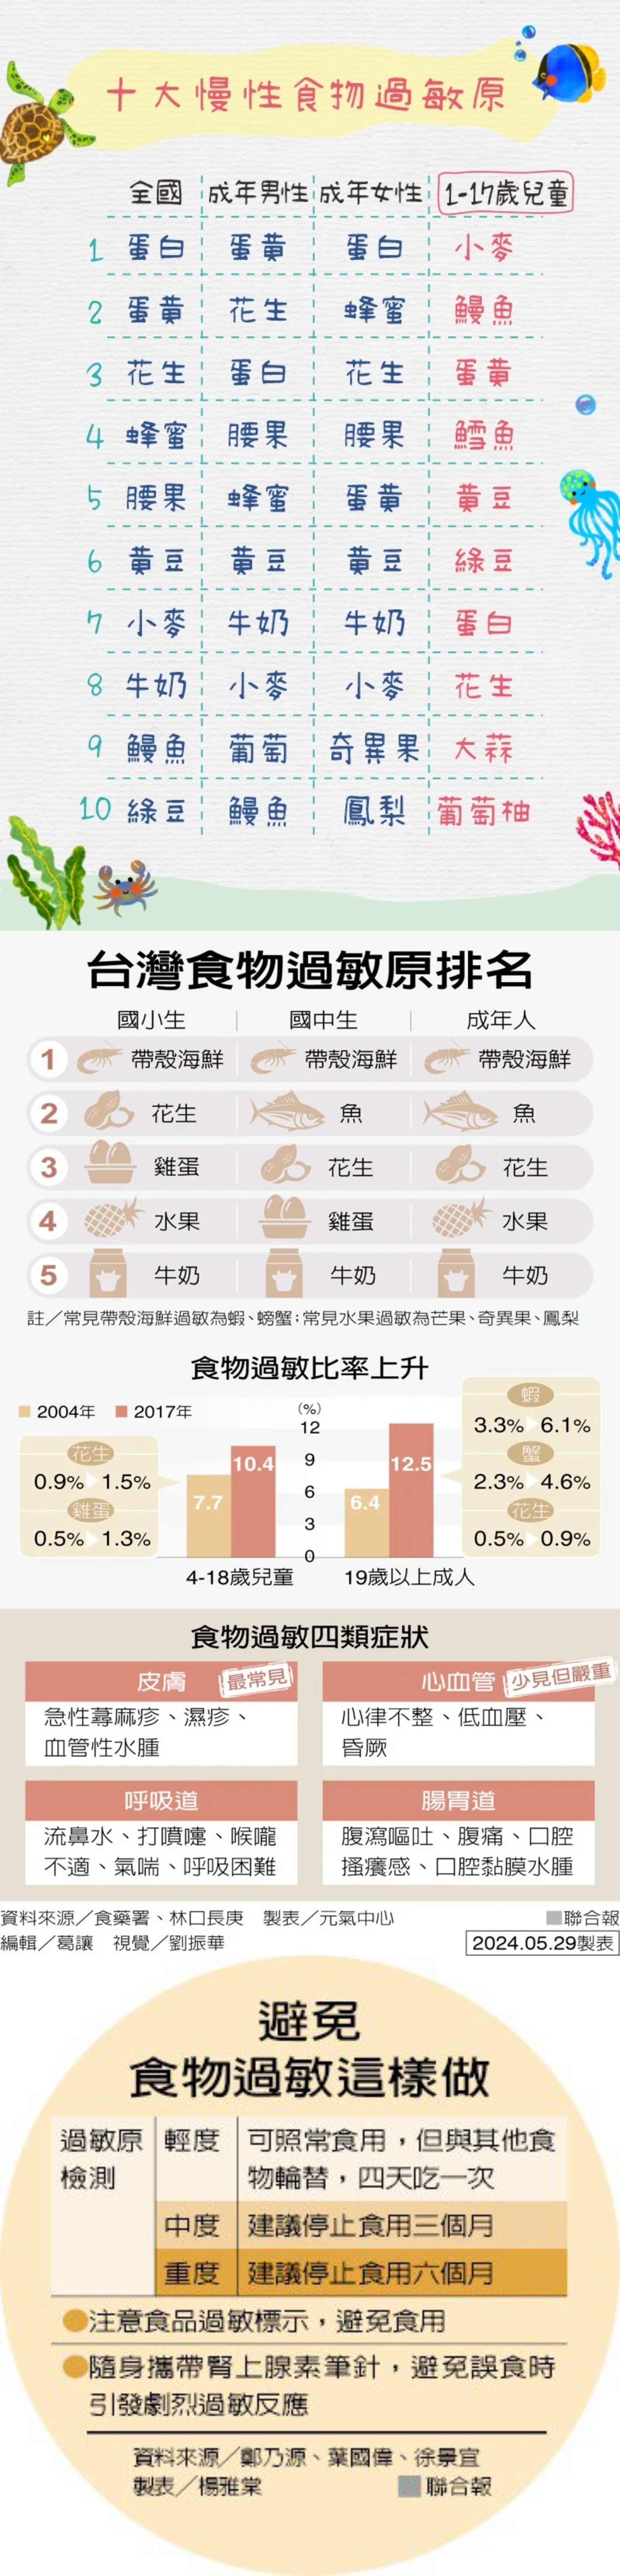 十大慢性食物過敏原
全國 成年男性 成年女性 1-17歲兒童
1 蛋白 蛋黃 蛋白 小麥
2 蛋黃 花生 蜂蜜 鰻魚
3 花生 蛋白 花生 蛋黃
4 蜂蜜 腰果 腰果 鱈魚
5 腰果 蜂蜜 蛋黃 黃豆
6 黃豆 黃豆 黃豆 綠豆
7 小麥 牛奶 牛奶 蛋白
8 牛奶 小麥 小麥 花生
9 鰻魚 葡萄 奇異果 大蒜
10 綠豆 鰻魚 鳳梨 葡萄柚
台灣食物過敏原排名
國小生 國中生 成年人
1 帶殼海鮮 帶殼海鮮 帶殼海鮮
2 花生 魚 魚
3 雞蛋 花生 花生
4 水果 雞蛋 水果
5 牛奶 牛奶 牛奶
註／常見帶殼海鮮過敏為蝦、螃蟹；常見水果過敏為芒果、奇異果、鳳梨
食物過敏比率上升
2004年 2017年
花生
0.9% 1.5%
雞蛋
0.5% 1.3%
(%)
12
9
6
3
0
7.7
10.4
6.4
12.5
4-18歲兒童 19歲以上成人
蝦
3.3% 6.1%
蟹
2.3% 4.6%
花生
0.5% 0.9%
食物過敏四類症狀
皮膚 最常見
急性蕁麻疹、濕疹、
血管性水腫
心血管 少見但嚴重
心律不整、低血壓、
昏厥
呼吸道
流鼻水、打噴嚏、喉嚨
不適、氣喘、呼吸困難
腸胃道
腹瀉嘔吐、腹痛、口腔
搔癢感、口腔黏膜水腫
資料來源／食藥署、林口長庚 製表／元氣中心
聯合報
編輯／葛讓 視覺／劉振華
2024.05.29製表
避免
食物過敏這樣做
過敏原
檢測
輕度 可照常食用，但與其他食
物輪替，四天吃一次
中度 建議停止食用三個月
重度 建議停止食用六個月
●注意食品過敏標示，避免食用
●隨身攜帶腎上腺素筆針，避免誤食時
引發劇烈過敏反應
資料來源／鄭乃源、葉國偉、徐景宜
製表／楊雅棠
聯合報